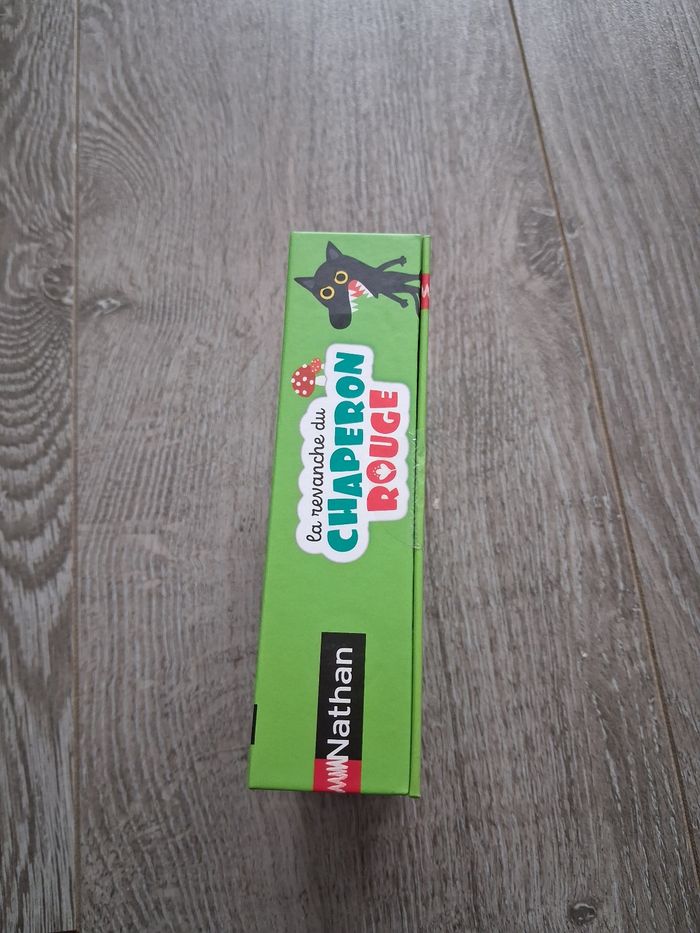 la revanche du
CHAPERON
ROUGE
Nathan